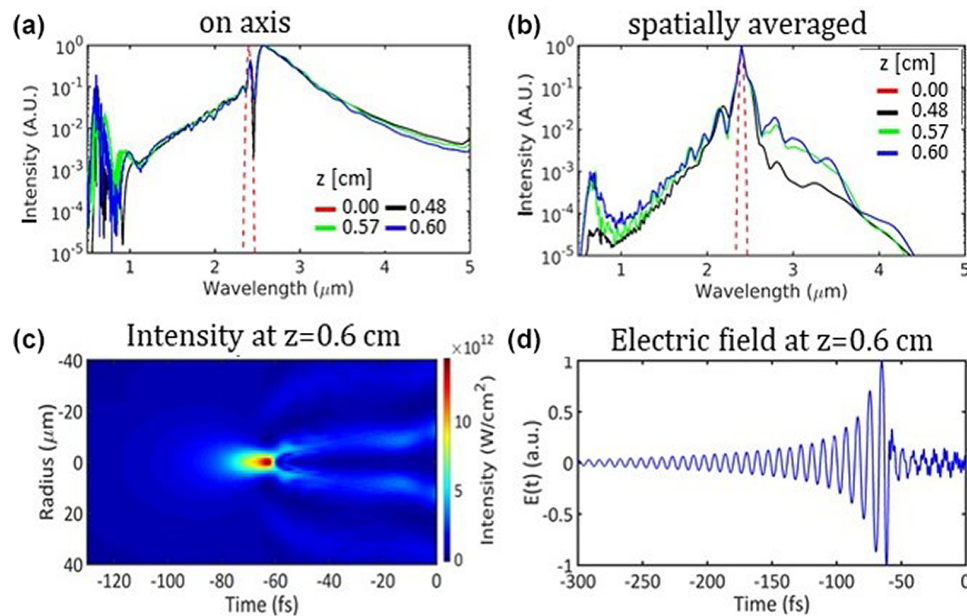 (a) on axis
Intensity (A.U.)
10^0
10^-1
10^-2
10^-3
10^-4
10^-5
z [cm]
0.00 0.48
0.57 0.60
1 2 3 4 5
Wavelength (μm)
(b) spatially averaged
Intensity (A.U.)
10^0
10^-1
10^-2
10^-3
10^-4
10^-5
z [cm]
0.00
0.48
0.57
0.60
1 2 3 4 5
Wavelength (μm)
(c) Intensity at z=0.6 cm
Radius (μm)
-40
-20
0
20
40
-120 -100 -80 -60 -40 -20 0
Time (fs)
×10^12
10
5
0
Intensity (W/cm^2)
(d) Electric field at z=0.6 cm
E(t) (a.u.)
1
0.5
0
-0.5
-1
-300 -250 -200 -150 -100 -50 0
Time (fs)